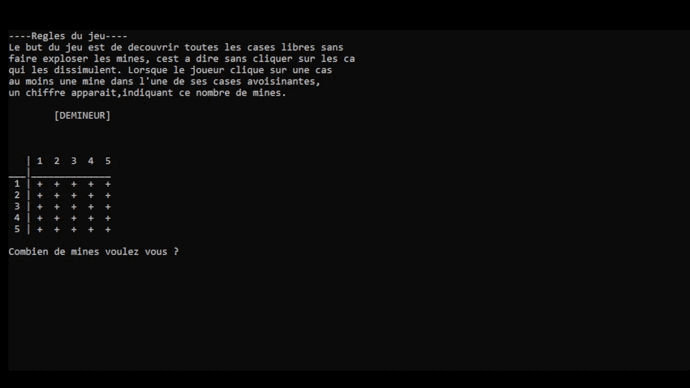 ----Regles du jeu----
Le but du jeu est de decouvrir toutes les cases libres sans
faire exploser les mines, cest a dire sans cliquer sur les ca
qui les dissimulent. Lorsque le joueur clique sur une cas
au moins une mine dans l'une de ses cases avoisinantes,
un chiffre apparait,indiquant ce nombre de mines.
[DEMINEUR]
| 1 2 3 4 5
___|______________
1 | + + + + +
2 | + + + + +
3 | + + + + +
4 | + + + + +
5 | + + + + +
Combien de mines voulez vous ?